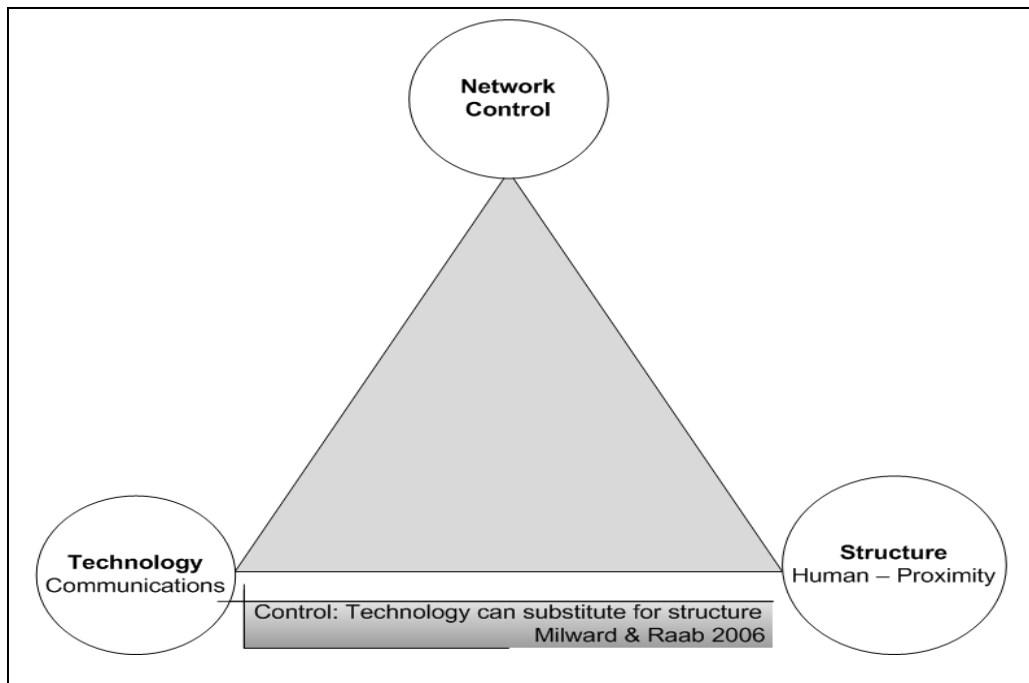 Network
Control
Technology
Communications
Structure
Human – Proximity
Control: Technology can substitute for structure
Milward & Raab 2006